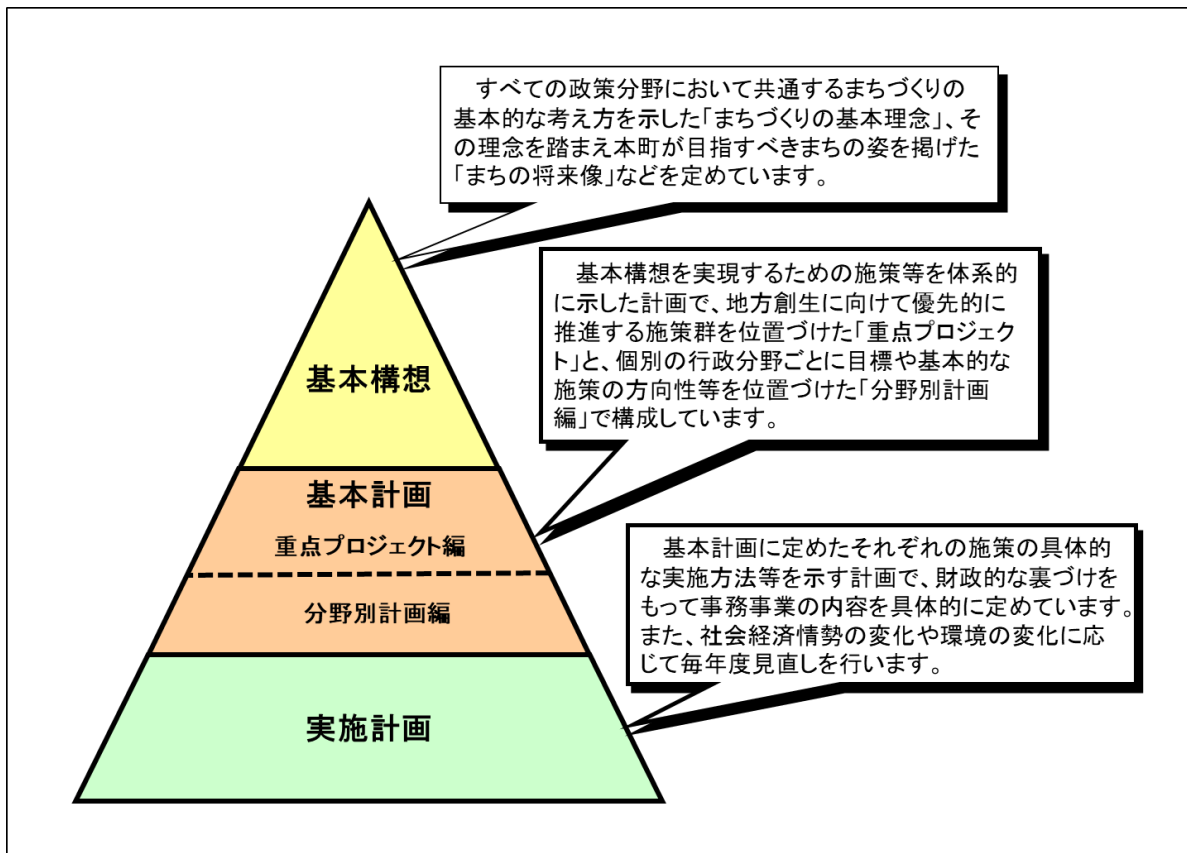 すべての政策分野において共通するまちづくりの
基本的な考え方を示した「まちづくりの基本理念」、そ
の理念を踏まえ本町が目指すべきまちの姿を掲げた
「まちの将来像」などを定めています。
基本構想
基本構想を実現するための施策等を体系的
に示した計画で、地方創生に向けて優先的に
推進する施策群を位置づけた「重点プロジェク
ト」と、個別の行政分野ごとに目標や基本的な
施策の方向性等を位置づけた「分野別計画
編」で構成しています。
基本計画
重点プロジェクト編
分野別計画編
基本計画に定めたそれぞれの施策の具体的
な実施方法等を示す計画で、財政的な裏づけを
もって事務事業の内容を具体的に定めています。
また、社会経済情勢の変化や環境の変化に応
じて毎年度見直しを行います。
実施計画